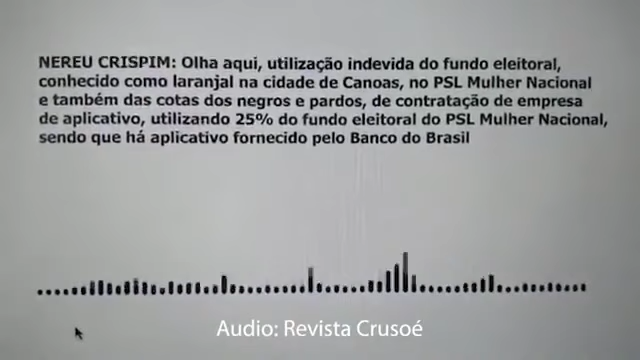 NEREU CRISPIM: Olha aqui, utilização indevida do fundo eleitoral,
conhecido como laranjal na cidade de Canoas, no PSL Mulher Nacional
e também das cotas dos negros e pardos, de contratação de empresa
de aplicativo, utilizando 25% do fundo eleitoral do PSL Mulher Nacional,
sendo que há aplicativo fornecido pelo Banco do Brasil
Audio: Revista Crusoé